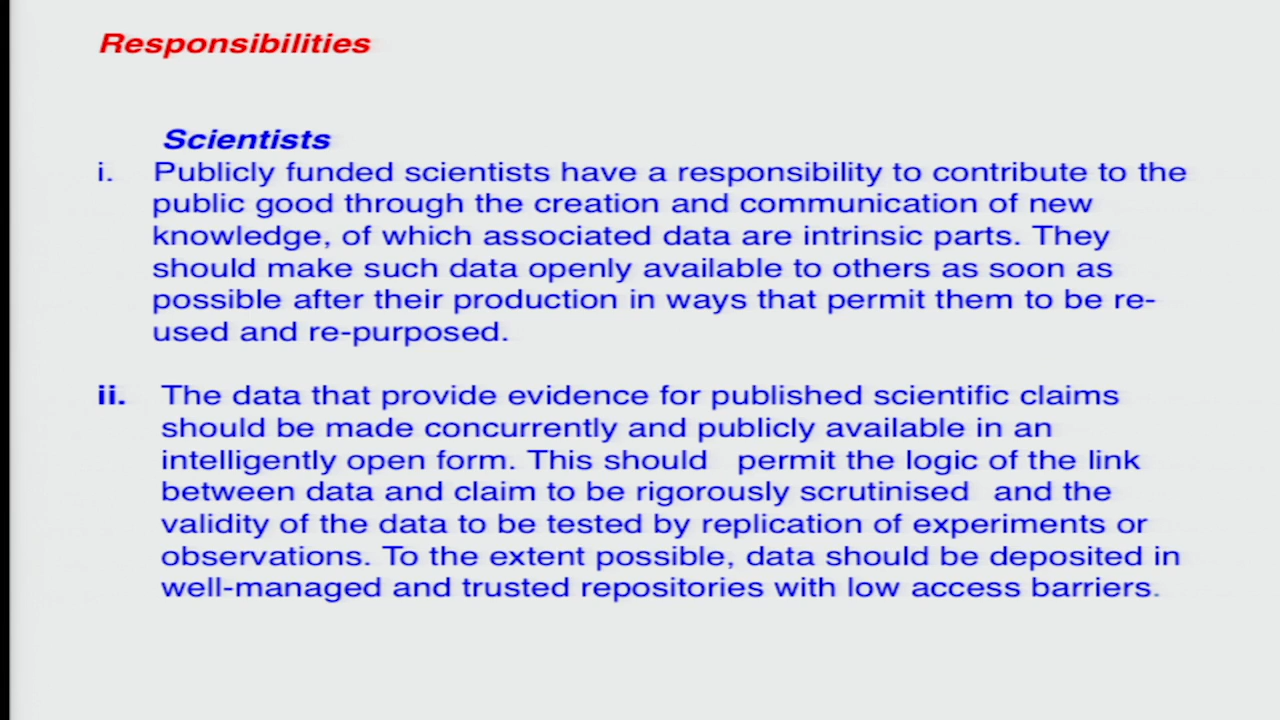 Responsibilities
Scientists
i. Publicly funded scientists have a responsibility to contribute to the
public good through the creation and communication of new
knowledge, of which associated data are intrinsic parts. They
should make such data openly available to others as soon as
possible after their production in ways that permit them to be re-
used and re-purposed.
ii. The data that provide evidence for published scientific claims
should be made concurrently and publicly available in an
intelligently open form. This should permit the logic of the link
between data and claim to be rigorously scrutinised and the
validity of the data to be tested by replication of experiments or
observations. To the extent possible, data should be deposited in
well-managed and trusted repositories with low access barriers.